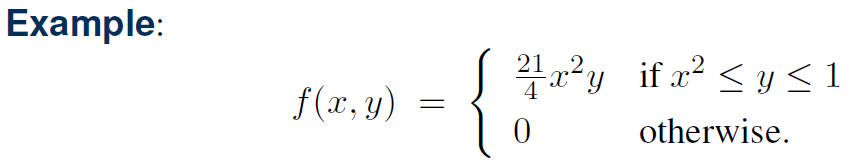 Example:
f(x, y) = { 21/4 x²y if x² ≤ y ≤ 1
0 otherwise.